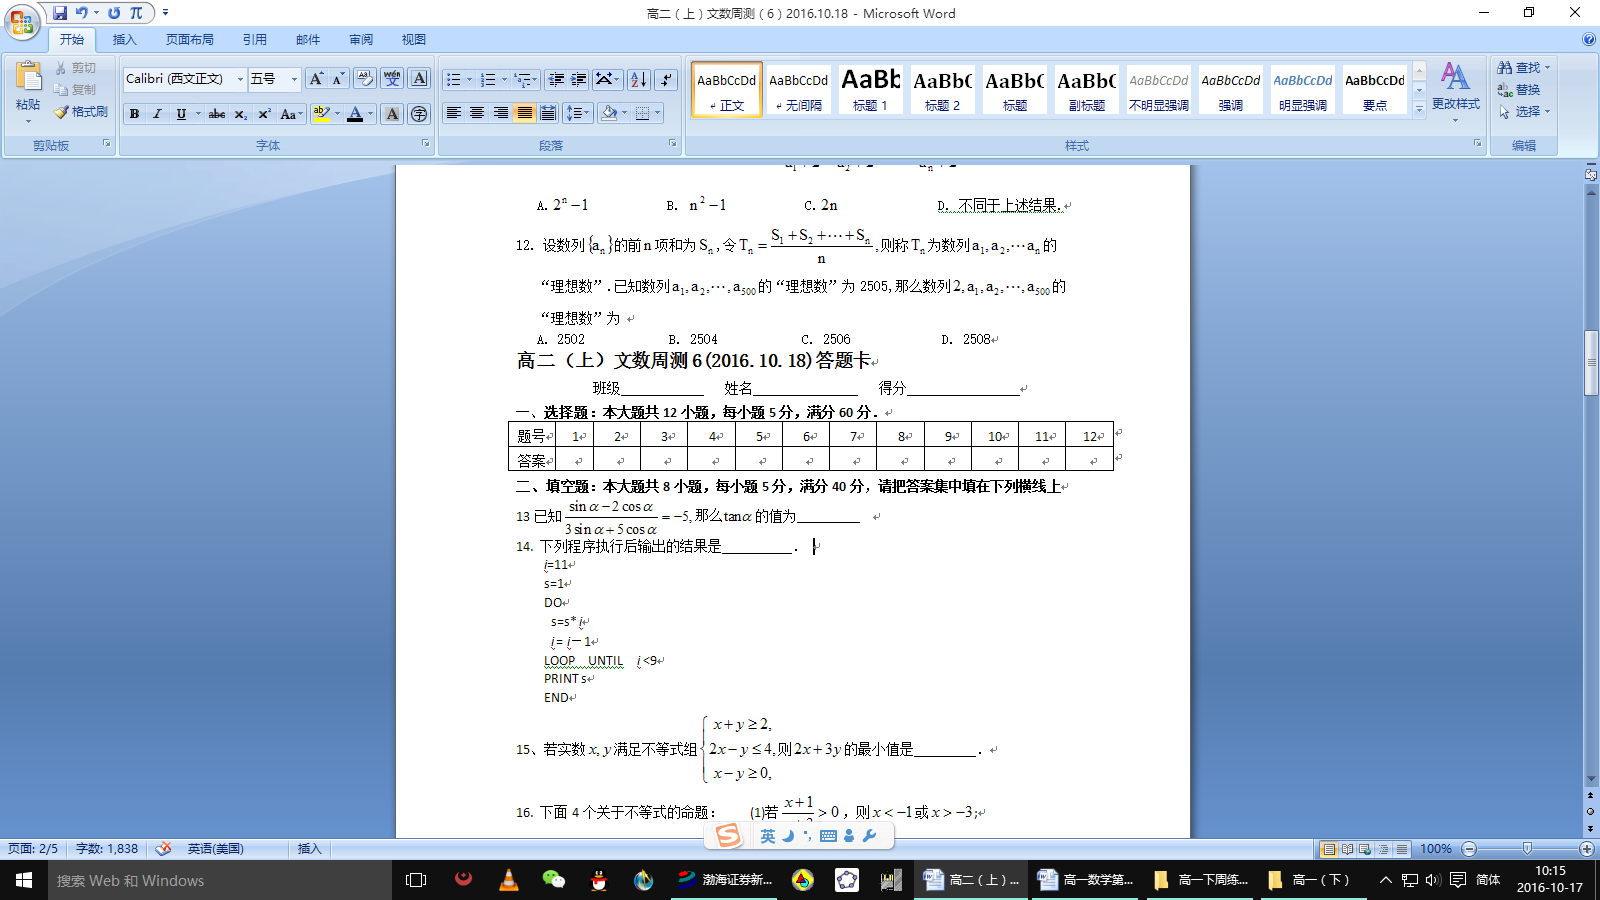 高二（上）文数周测（6）2016.10.18 - Microsoft Word
开始 插入 页面布局 引用 邮件 审阅 视图
粘贴 剪切 复制 格式刷
Calibri (西文正文) 五号
AaBbCcDd AaBbCcDd AaBb AaBbC AaBbC AaBbC AaBbCcDd AaBbCcDd AaBbCcDd AaBbCcDd
正文 无间隔 标题 1 标题 2 标题 副标题 不明显强调 强调 明显强调 要点
更改样式 查找 替换 选择
剪贴板 字体 段落 样式 编辑
A. 2ⁿ－1 B. n²－1 C. 2n D. 不同于上述结果.
12. 设数列{aₙ}的前n项和为Sₙ,令Tₙ = (S₁+S₂+⋯+Sₙ)/n,则称Tₙ为数列a₁,a₂,⋯aₙ的
“理想数”.已知数列a₁,a₂,⋯,a₅₀₀的“理想数”为 2505,那么数列2,a₁,a₂,⋯,a₅₀₀的
“理想数”为
A. 2502 B. 2504 C. 2506 D. 2508
高二（上）文数周测 6(2016.10.18)答题卡
班级____________ 姓名_______________ 得分________________
一、选择题：本大题共 12 小题，每小题 5 分，满分 60 分．
题号 1 2 3 4 5 6 7 8 9 10 11 12
答案
二、填空题：本大题共 8 小题，每小题 5 分，满分 40 分，请把答案集中填在下列横线上
13 已知 (sin α − 2 cos α)/(3 sin α + 5 cos α) = −5, 那么tan α 的值为_________
14. 下列程序执行后输出的结果是__________．
i=11
s=1
DO
s=s* i
i= i－1
LOOP UNTIL i <9
PRINT s
END
15、若实数 x, y 满足不等式组 { x + y ≥ 2, 2x − y ≤ 4, x − y ≥ 0, 则 2x + 3y 的最小值是_________．
16. 下面 4 个关于不等式的命题： (1)若 x+1 > 0 ，则 x < −1 或 x > −3;
英
页面: 2/5 字数: 1,838 英语(美国) 插入 100%
搜索 Web 和 Windows
渤海证券新... 高二（上）... 高一数学第... 高一下周练... 高一（下） 简体 10:15
2016-10-17